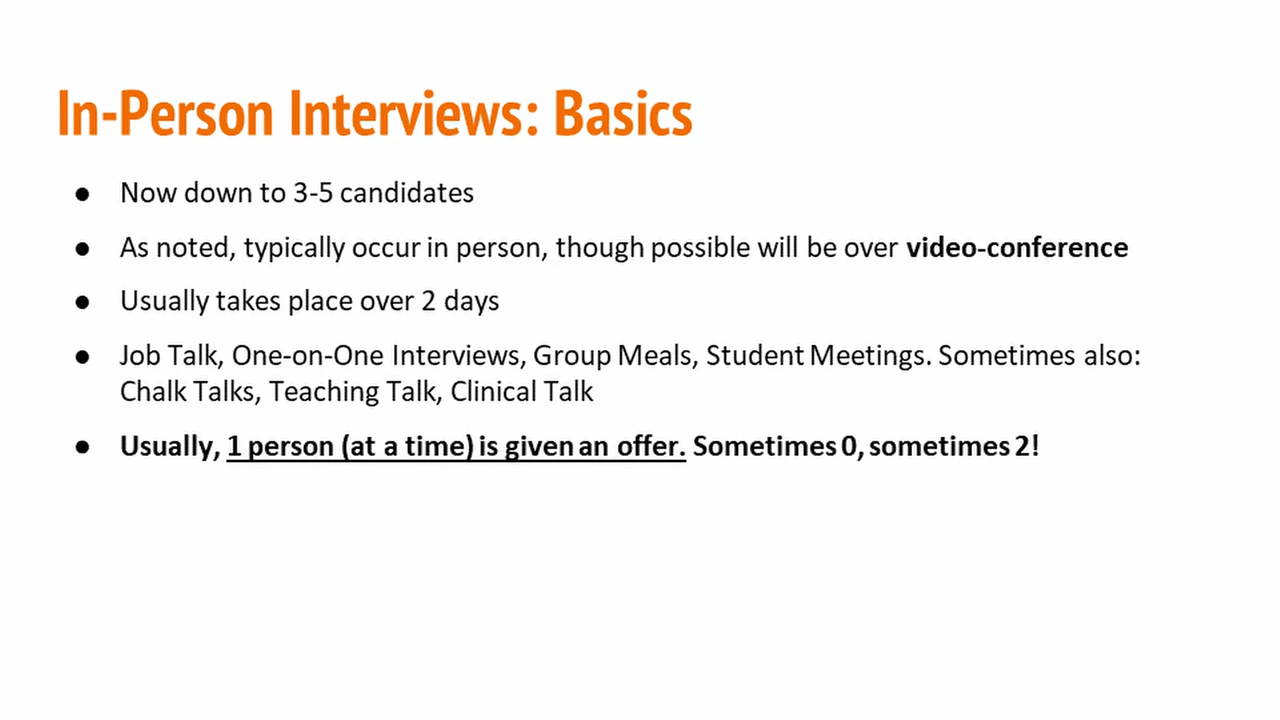 In-Person Interviews: Basics
● Now down to 3-5 candidates
● As noted, typically occur in person, though possible will be over video-conference
● Usually takes place over 2 days
● Job Talk, One-on-One Interviews, Group Meals, Student Meetings. Sometimes also:
Chalk Talks, Teaching Talk, Clinical Talk
● Usually, 1 person (at a time) is given an offer. Sometimes 0, sometimes 2!